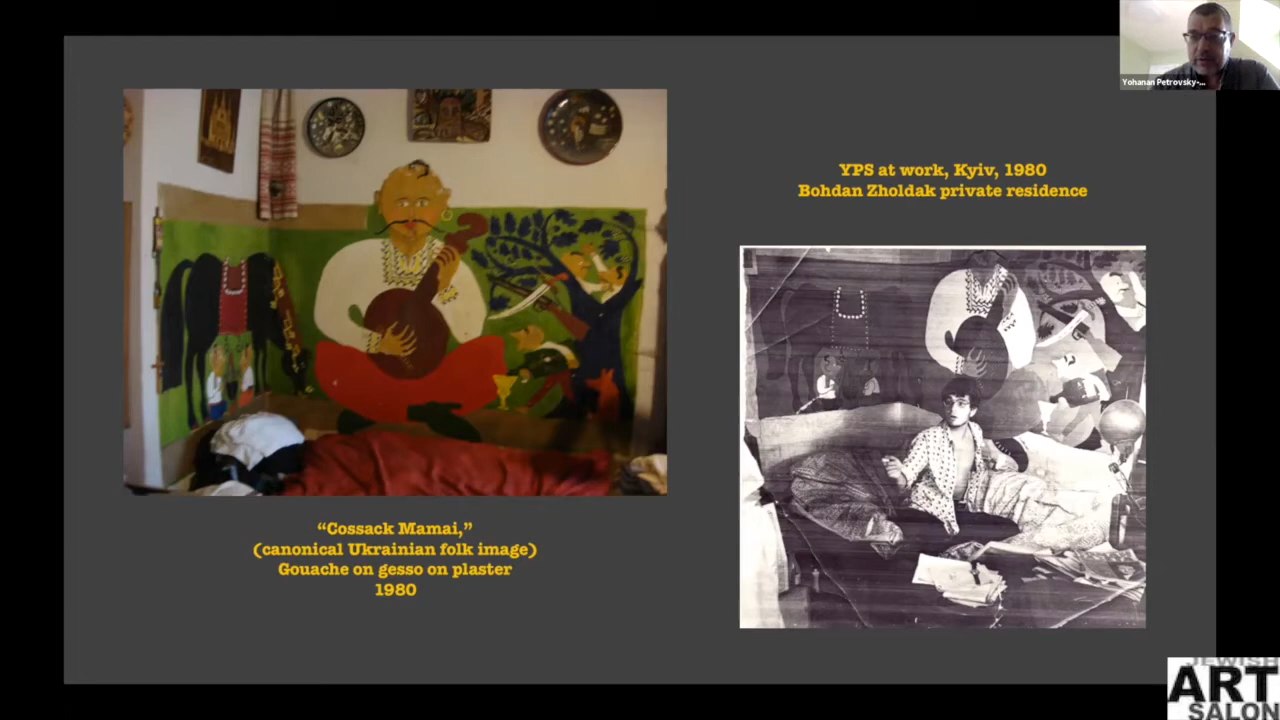 Yohanan Petrovsky-...
YPS at work, Kyiv, 1980
Bohdan Zholdak private residence
“Cossack Mamai,”
(canonical Ukrainian folk image)
Gouache on gesso on plaster
1980
JEWISH
ART
SALON